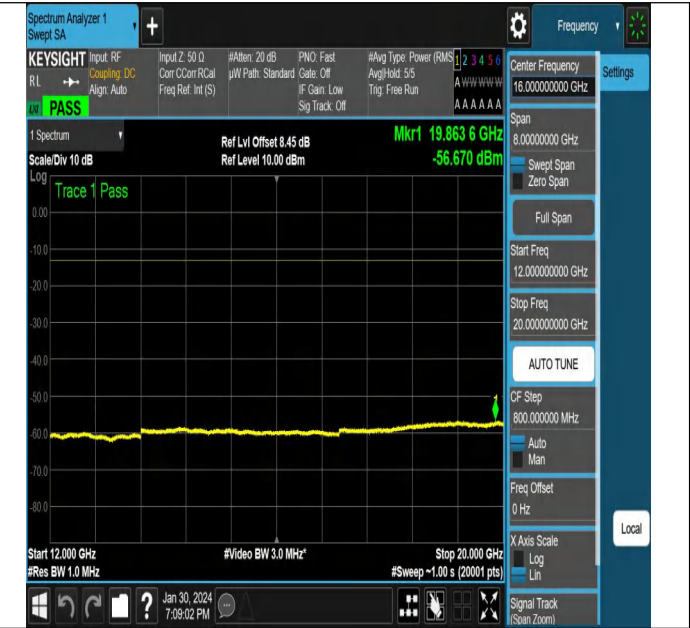 Spectrum Analyzer 1
Swept SA
+
Frequency
KEYSIGHT
RL
LXI PASS
Input: RF
Coupling: DC
Align: Auto
Input Z: 50 Ω
Corr CCorr RCal
Freq Ref: Int (S)
#Atten: 20 dB
µW Path: Standard
PNO: Fast
Gate: Off
IF Gain: Low
Sig Track: Off
#Avg Type: Power (RMS
Avg|Hold: 5/5
Trig: Free Run
1 2 3 4 5 6
A W W W W W
A A A A A A
1 Spectrum
Scale/Div 10 dB
Ref Lvl Offset 8.45 dB
Ref Level 10.00 dBm
Mkr1 19.863 6 GHz
-56.670 dBm
Log
Trace 1 Pass
0.00
-10.0
-20.0
-30.0
-40.0
-50.0
-60.0
-70.0
-80.0
1
Start 12.000 GHz
#Res BW 1.0 MHz
#Video BW 3.0 MHz*
Stop 20.000 GHz
#Sweep ~1.00 s (20001 pts)
Center Frequency
16.000000000 GHz
Settings
Span
8.00000000 GHz
Swept Span
Zero Span
Full Span
Start Freq
12.000000000 GHz
Stop Freq
20.000000000 GHz
AUTO TUNE
CF Step
800.000000 MHz
Auto
Man
Freq Offset
0 Hz
X Axis Scale
Log
Lin
Local
Signal Track
(Span Zoom)
?
Jan 30, 2024
7:09:02 PM